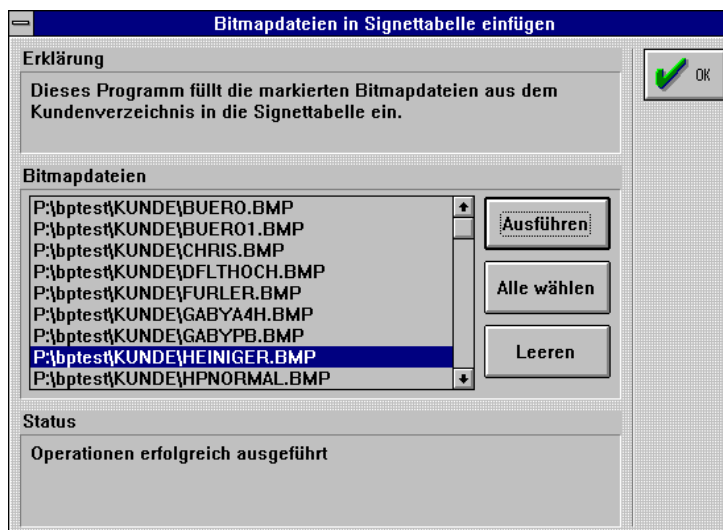 Bitmapdateien in Signettabelle einfügen
Erklärung
Dieses Programm füllt die markierten Bitmapdateien aus dem
Kundenverzeichnis in die Signettabelle ein.
OK
Bitmapdateien
P:\bptest\KUNDE\BUERO.BMP
P:\bptest\KUNDE\BUERO1.BMP
P:\bptest\KUNDE\CHRIS.BMP
P:\bptest\KUNDE\DFLTHOCH.BMP
P:\bptest\KUNDE\FURLER.BMP
P:\bptest\KUNDE\GABYA4H.BMP
P:\bptest\KUNDE\GABYPB.BMP
P:\bptest\KUNDE\HEINIGER.BMP
P:\bptest\KUNDE\HPNORMAL.BMP
Ausführen
Alle wählen
Leeren
Status
Operationen erfolgreich ausgeführt